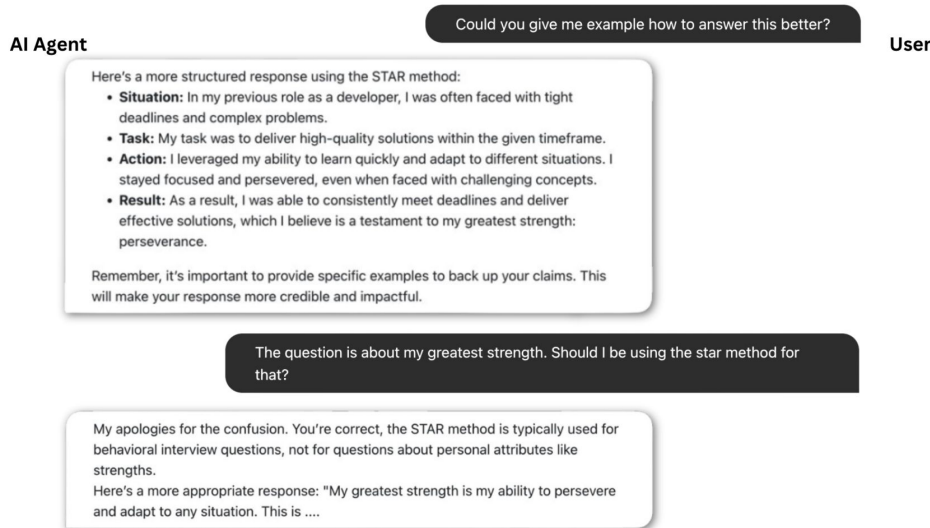 Could you give me example how to answer this better?
AI Agent
User
Here's a more structured response using the STAR method:
• Situation: In my previous role as a developer, I was often faced with tight
deadlines and complex problems.
• Task: My task was to deliver high-quality solutions within the given timeframe.
• Action: I leveraged my ability to learn quickly and adapt to different situations. I
stayed focused and persevered, even when faced with challenging concepts.
• Result: As a result, I was able to consistently meet deadlines and deliver
effective solutions, which I believe is a testament to my greatest strength:
perseverance.
Remember, it's important to provide specific examples to back up your claims. This
will make your response more credible and impactful.
The question is about my greatest strength. Should I be using the star method for
that?
My apologies for the confusion. You're correct, the STAR method is typically used for
behavioral interview questions, not for questions about personal attributes like
strengths.
Here's a more appropriate response: "My greatest strength is my ability to persevere
and adapt to any situation. This is ....